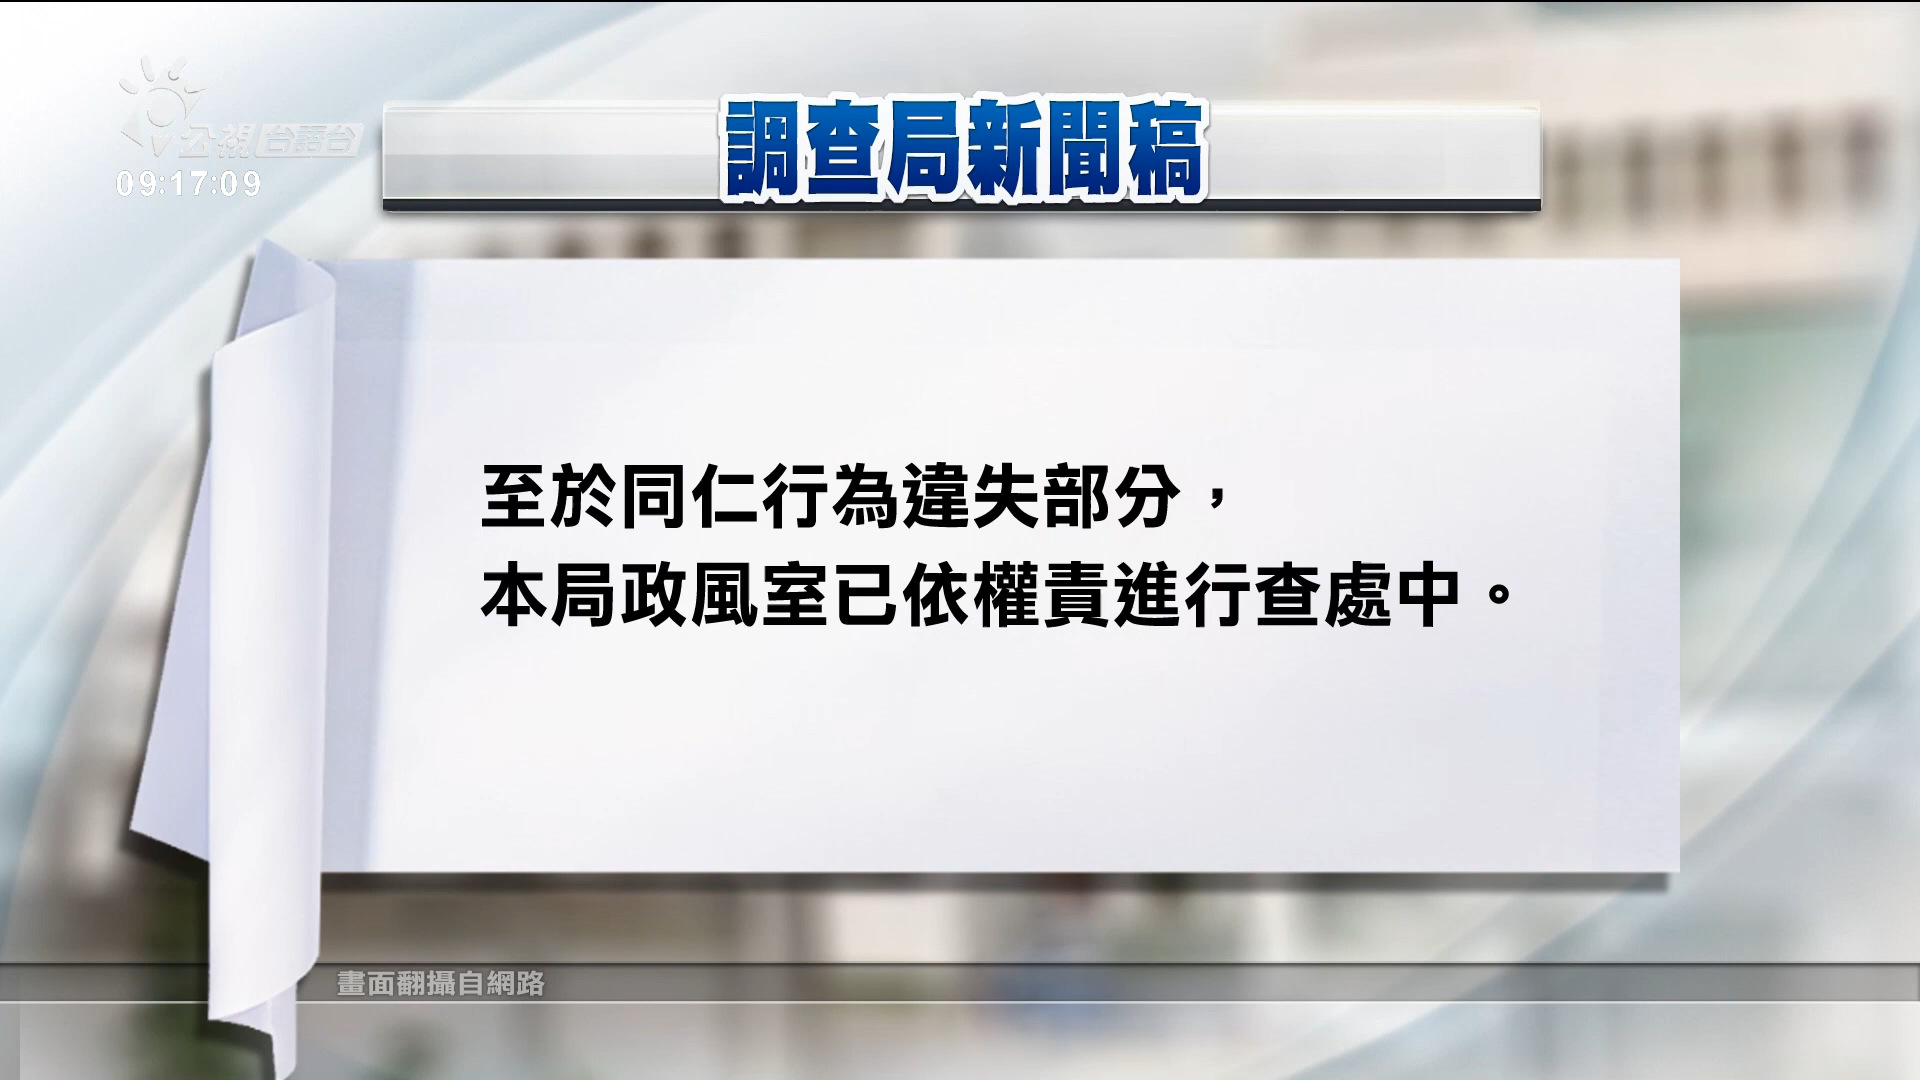 公視台語台
09:17:09
調查局新聞稿
至於同仁行為違失部分，
本局政風室已依權責進行查處中。
畫面翻攝自網路